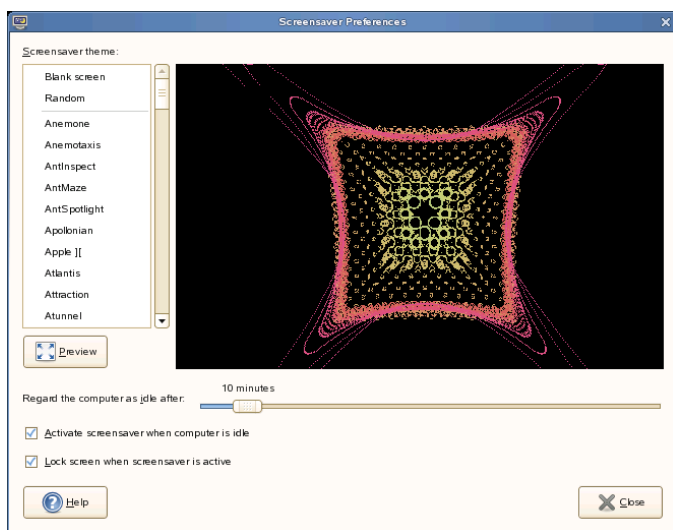 Screensaver Preferences
Screensaver theme:
Blank screen
Random
Anemone
Anemotaxis
AntInspect
AntMaze
AntSpotlight
Apollonian
Apple ][
Atlantis
Attraction
Atunnel
Preview
10 minutes
Regard the computer as idle after:
Activate screensaver when computer is idle
Lock screen when screensaver is active
Help
Close